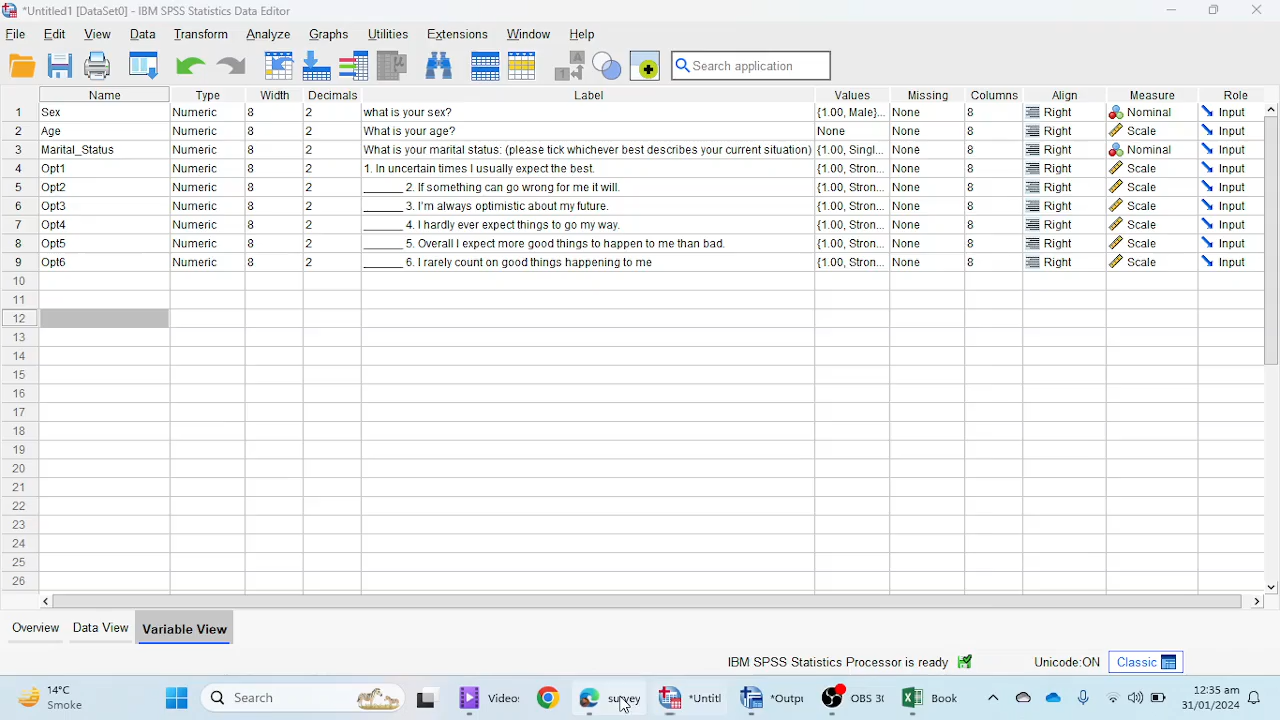 *Untitled1 [DataSet0] - IBM SPSS Statistics Data Editor
File Edit View Data Transform Analyze Graphs Utilities Extensions Window Help
Search application
Name Type Width Decimals Label Values Missing Columns Align Measure Role
1 Sex Numeric 8 2 what is your sex? {1.00, Male}... None 8 Right Nominal Input
2 Age Numeric 8 2 What is your age? None None 8 Right Scale Input
3 Marital_Status Numeric 8 2 What is your marital status: (please tick whichever best describes your current situation) {1.00, Singl... None 8 Right Nominal Input
4 Opt1 Numeric 8 2 1. In uncertain times I usually expect the best. {1.00, Stron... None 8 Right Scale Input
5 Opt2 Numeric 8 2 ______ 2. If something can go wrong for me it will. {1.00, Stron... None 8 Right Scale Input
6 Opt3 Numeric 8 2 ______ 3. I'm always optimistic about my future. {1.00, Stron... None 8 Right Scale Input
7 Opt4 Numeric 8 2 ______ 4. I hardly ever expect things to go my way. {1.00, Stron... None 8 Right Scale Input
8 Opt5 Numeric 8 2 ______ 5. Overall I expect more good things to happen to me than bad. {1.00, Stron... None 8 Right Scale Input
9 Opt6 Numeric 8 2 ______ 6. I rarely count on good things happening to me {1.00, Stron... None 8 Right Scale Input
10
11
12
13
14
15
16
17
18
19
20
21
22
23
24
25
26
Overview Data View Variable View
IBM SPSS Statistics Processor is ready Unicode:ON Classic
14°C
Smoke
Search
Video: survey *Untitl *Outpu OBS 30 Book
12:35 am
31/01/2024